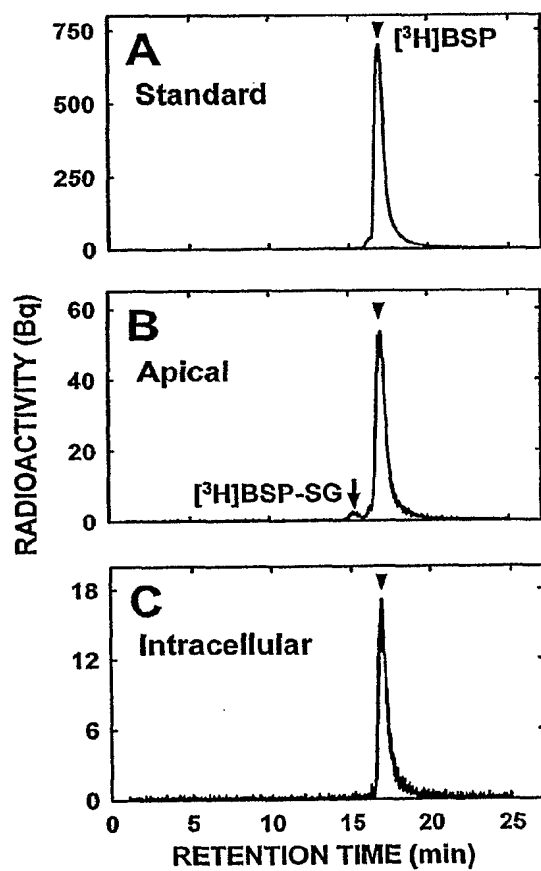 A
Standard
[³H]BSP
750
500
250
0
RADIOACTIVITY (Bq)
B
Apical
[³H]BSP-SG
60
40
20
0
C
Intracellular
18
12
6
0
0 5 10 15 20 25
RETENTION TIME (min)